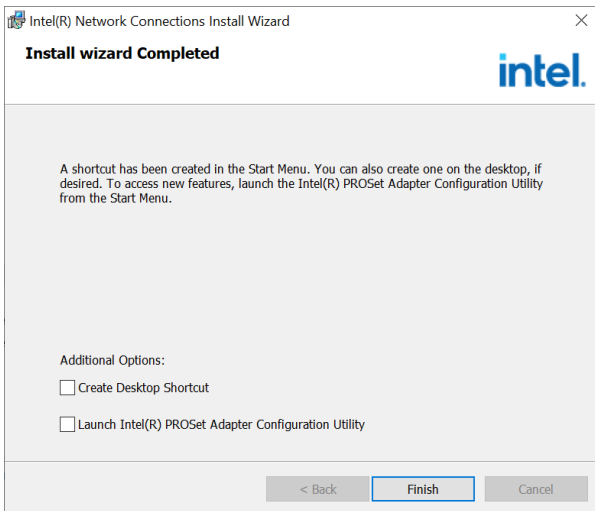 Intel(R) Network Connections Install Wizard
Install wizard Completed
intel.
A shortcut has been created in the Start Menu. You can also create one on the desktop, if
desired. To access new features, launch the Intel(R) PROSet Adapter Configuration Utility
from the Start Menu.
Additional Options:
Create Desktop Shortcut
Launch Intel(R) PROSet Adapter Configuration Utility
< Back Finish Cancel